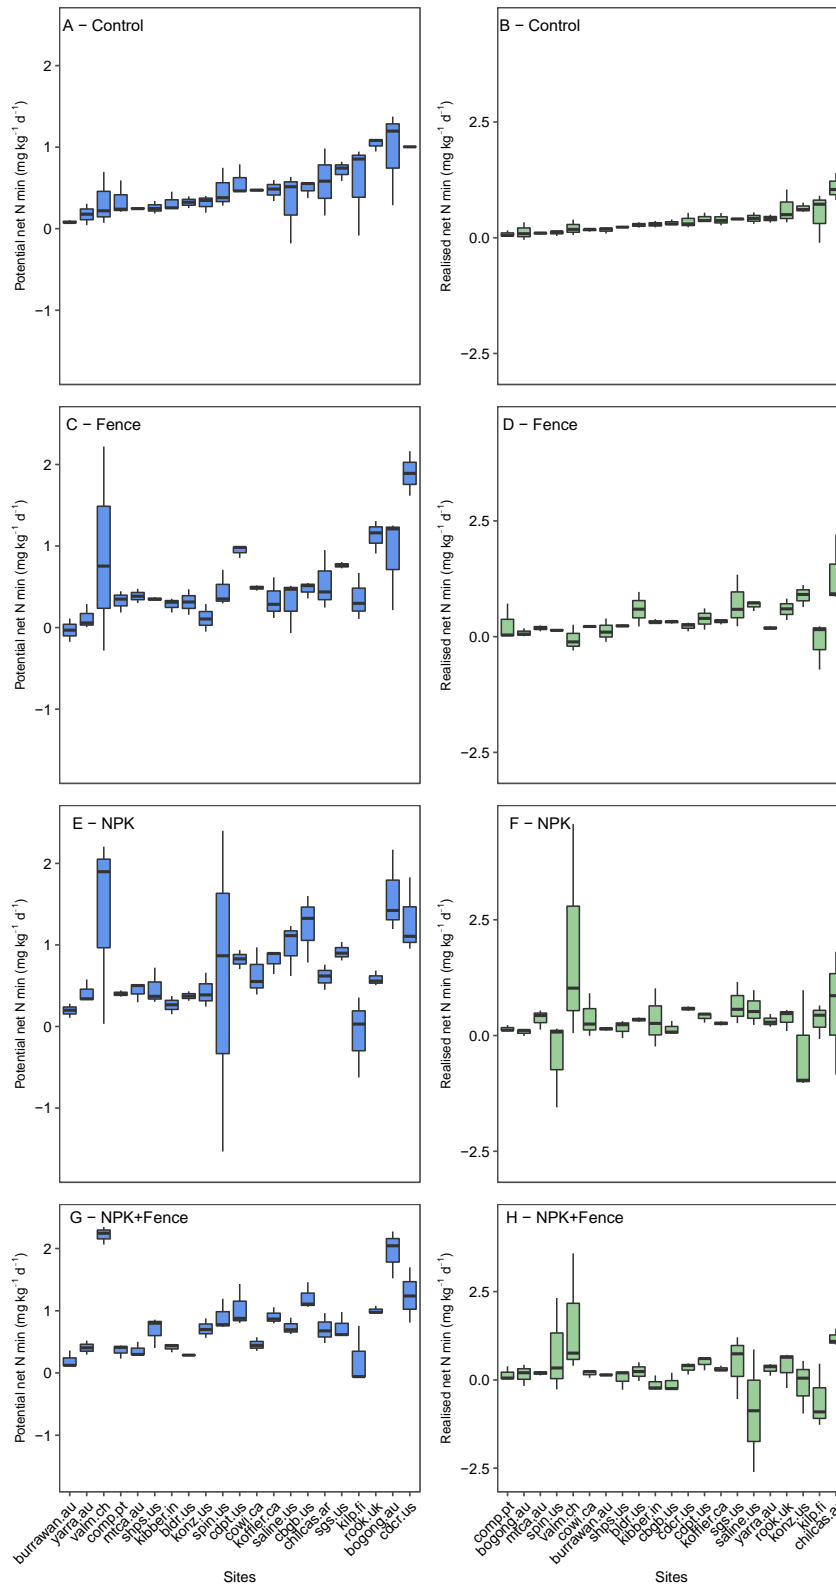 A − Control
Potential net N min (mg kg⁻¹ d⁻¹)
2
1
0
−1
B − Control
Realised net N min (mg kg⁻¹ d⁻¹)
2.5
0.0
−2.5
C − Fence
Potential net N min (mg kg⁻¹ d⁻¹)
2
1
0
−1
D − Fence
Realised net N min (mg kg⁻¹ d⁻¹)
2.5
0.0
−2.5
E − NPK
Potential net N min (mg kg⁻¹ d⁻¹)
2
1
0
−1
F − NPK
Realised net N min (mg kg⁻¹ d⁻¹)
2.5
0.0
−2.5
G − NPK+Fence
Potential net N min (mg kg⁻¹ d⁻¹)
2
1
0
−1
burrawan.au
yarra.au
valm.ch
comp.pt
mtca.au
shps.us
kibber.in
bldr.us
konz.us
spin.us
cdpt.us
cowl.ca
koffler.ca
saline.us
cbgb.us
chilcas.ar
sgs.us
kilp.fi
rook.uk
bogong.au
cdcr.us
Sites
H − NPK+Fence
Realised net N min (mg kg⁻¹ d⁻¹)
2.5
0.0
−2.5
comp.pt
bogong.au
mtca.au
spin.us
valm.ch
cowl.ca
burrawan.au
shps.us
bldr.us
kibber.in
cbgb.us
cdcr.us
cdpt.us
koffler.ca
sgs.us
saline.us
yarra.au
rook.uk
konz.us
kilp.fi
chilcas.a
Sites